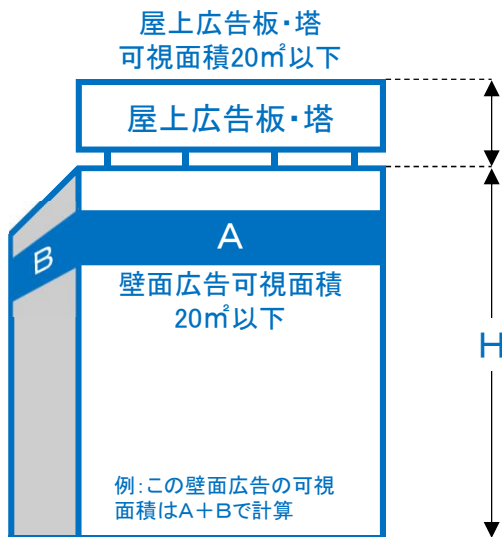 屋上広告板・塔
可視面積20㎡以下
屋上広告板・塔
A
B
壁面広告可視面積
20㎡以下
H
例：この壁面広告の可視
面積はA＋Bで計算